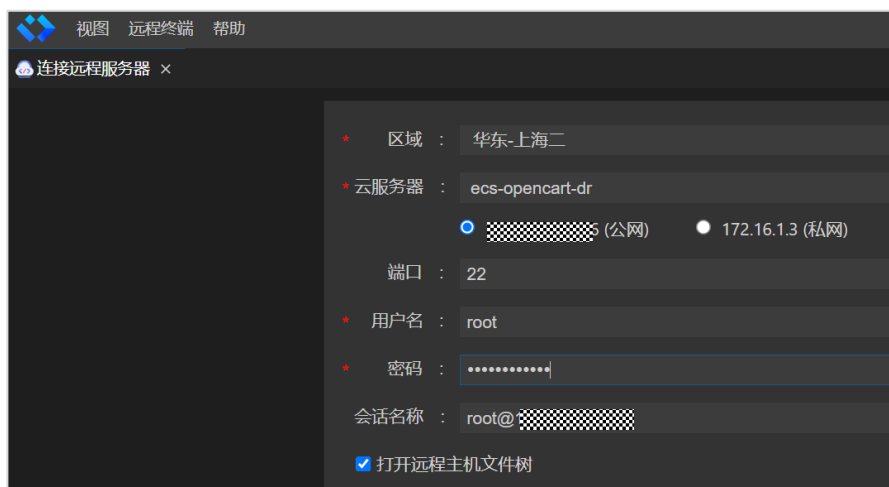 视图 远程终端 帮助
连接远程服务器 ×
* 区域 : 华东-上海二
* 云服务器 : ecs-opencart-dr
(公网) 172.16.1.3 (私网)
端口 : 22
* 用户名 : root
* 密码 : ••••••••••••
会话名称 : root@
打开远程主机文件树